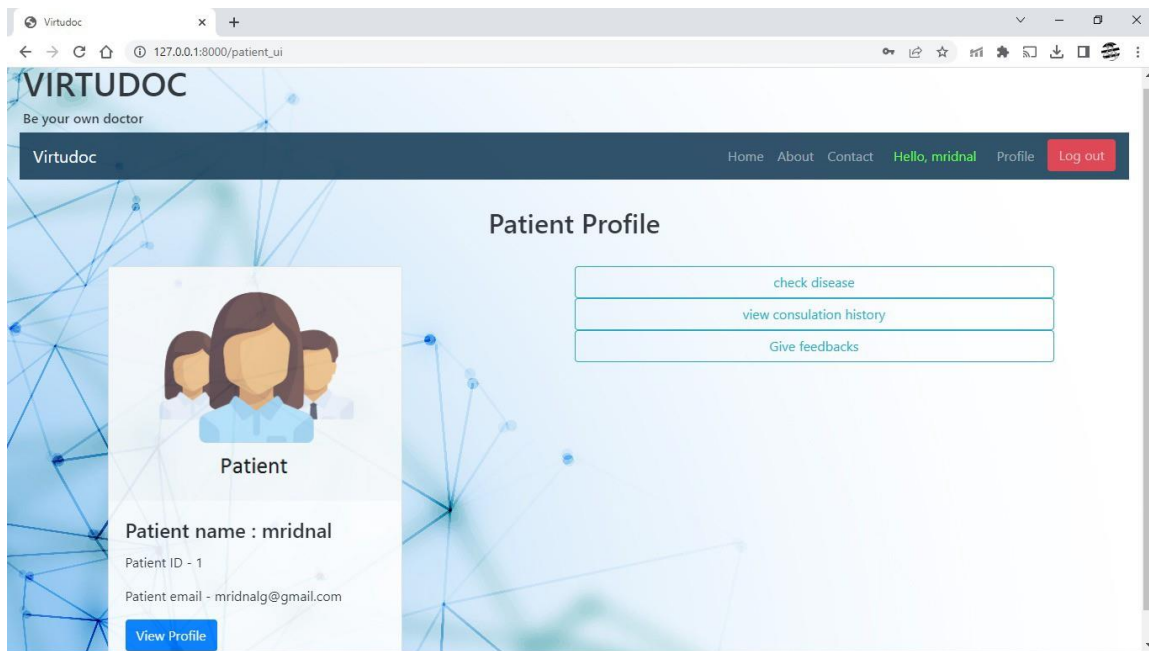 Virtudoc
127.0.0.1:8000/patient_ui
VIRTUDOC
Be your own doctor
Virtudoc Home About Contact Hello, mridnal Profile Log out
Patient Profile
check disease
view consulation history
Give feedbacks
Patient
Patient name : mridnal
Patient ID - 1
Patient email - mridnalg@gmail.com
View Profile